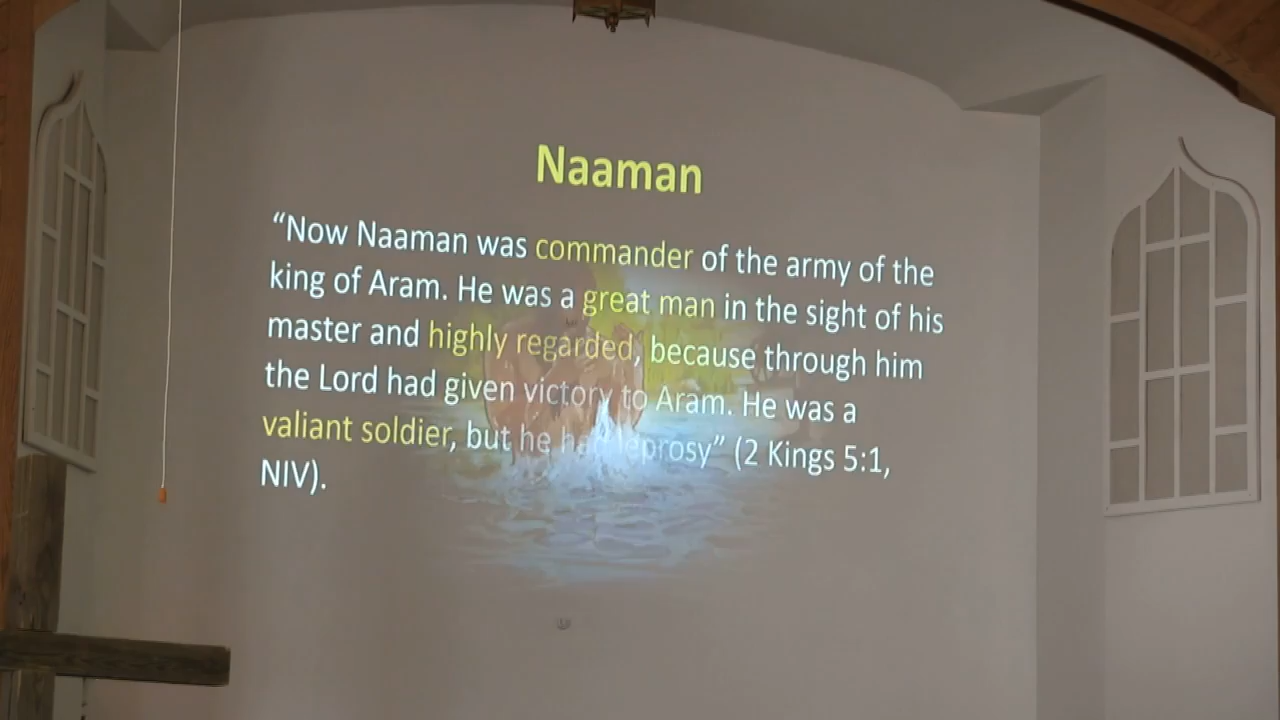 Naaman
“Now Naaman was commander of the army of the
king of Aram. He was a great man in the sight of his
master and highly regarded, because through him
the Lord had given victory to Aram. He was a
valiant soldier, but he had leprosy” (2 Kings 5:1,
NIV).